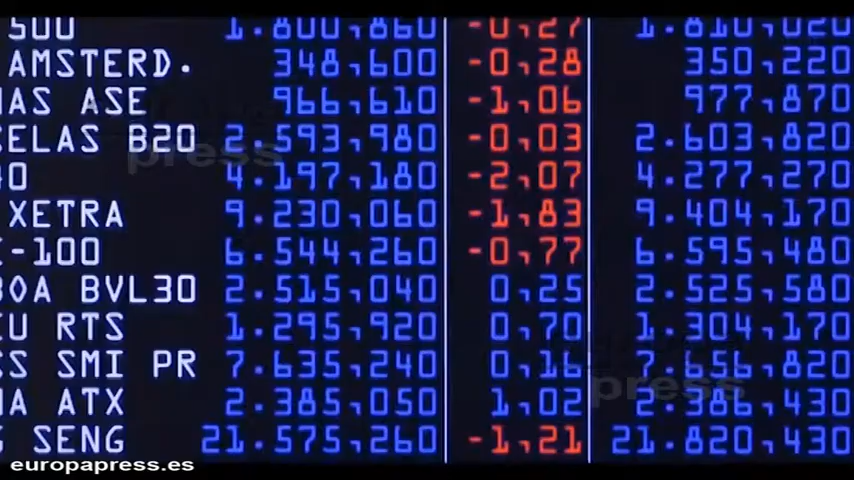 500 1.800,860 -0,27 1.810,020
AMSTERD. 348,600 -0,28 350,220
NAS ASE 966,610 -1,06 977,870
SELAS B20 2.593,980 -0,03 2.603,820
40 4.197,180 -2,07 4.277,270
XETRA 9.230,060 -1,83 9.404,170
E-100 6.544,260 -0,77 6.595,480
BOA BVL30 2.515,040 0,25 2.525,580
CU RTS 1.295,920 0,70 1.304,170
SS SMI PR 7.635,240 0,16 7.656,820
NA ATX 2.385,050 1,02 2.386,430
G SENG 21.575,260 -1,21 21.820,430
press
press
europapress.es